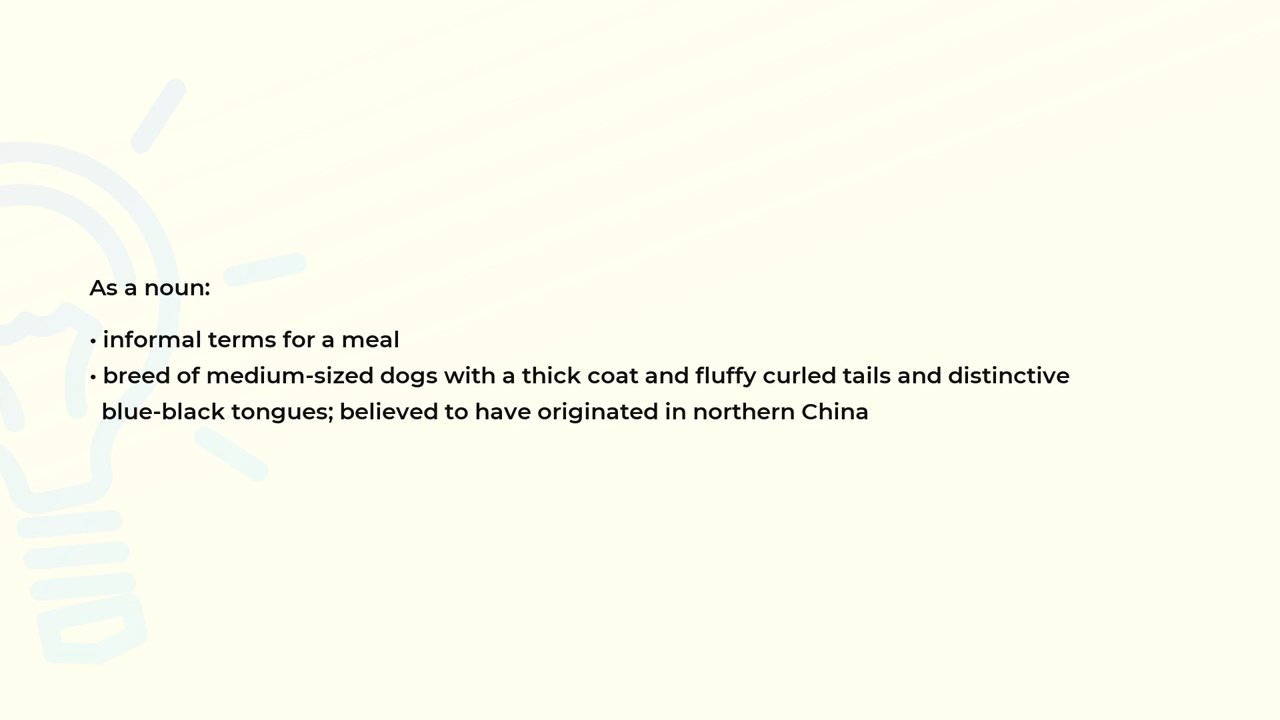 As a noun:
• informal terms for a meal
• breed of medium-sized dogs with a thick coat and fluffy curled tails and distinctive
blue-black tongues; believed to have originated in northern China